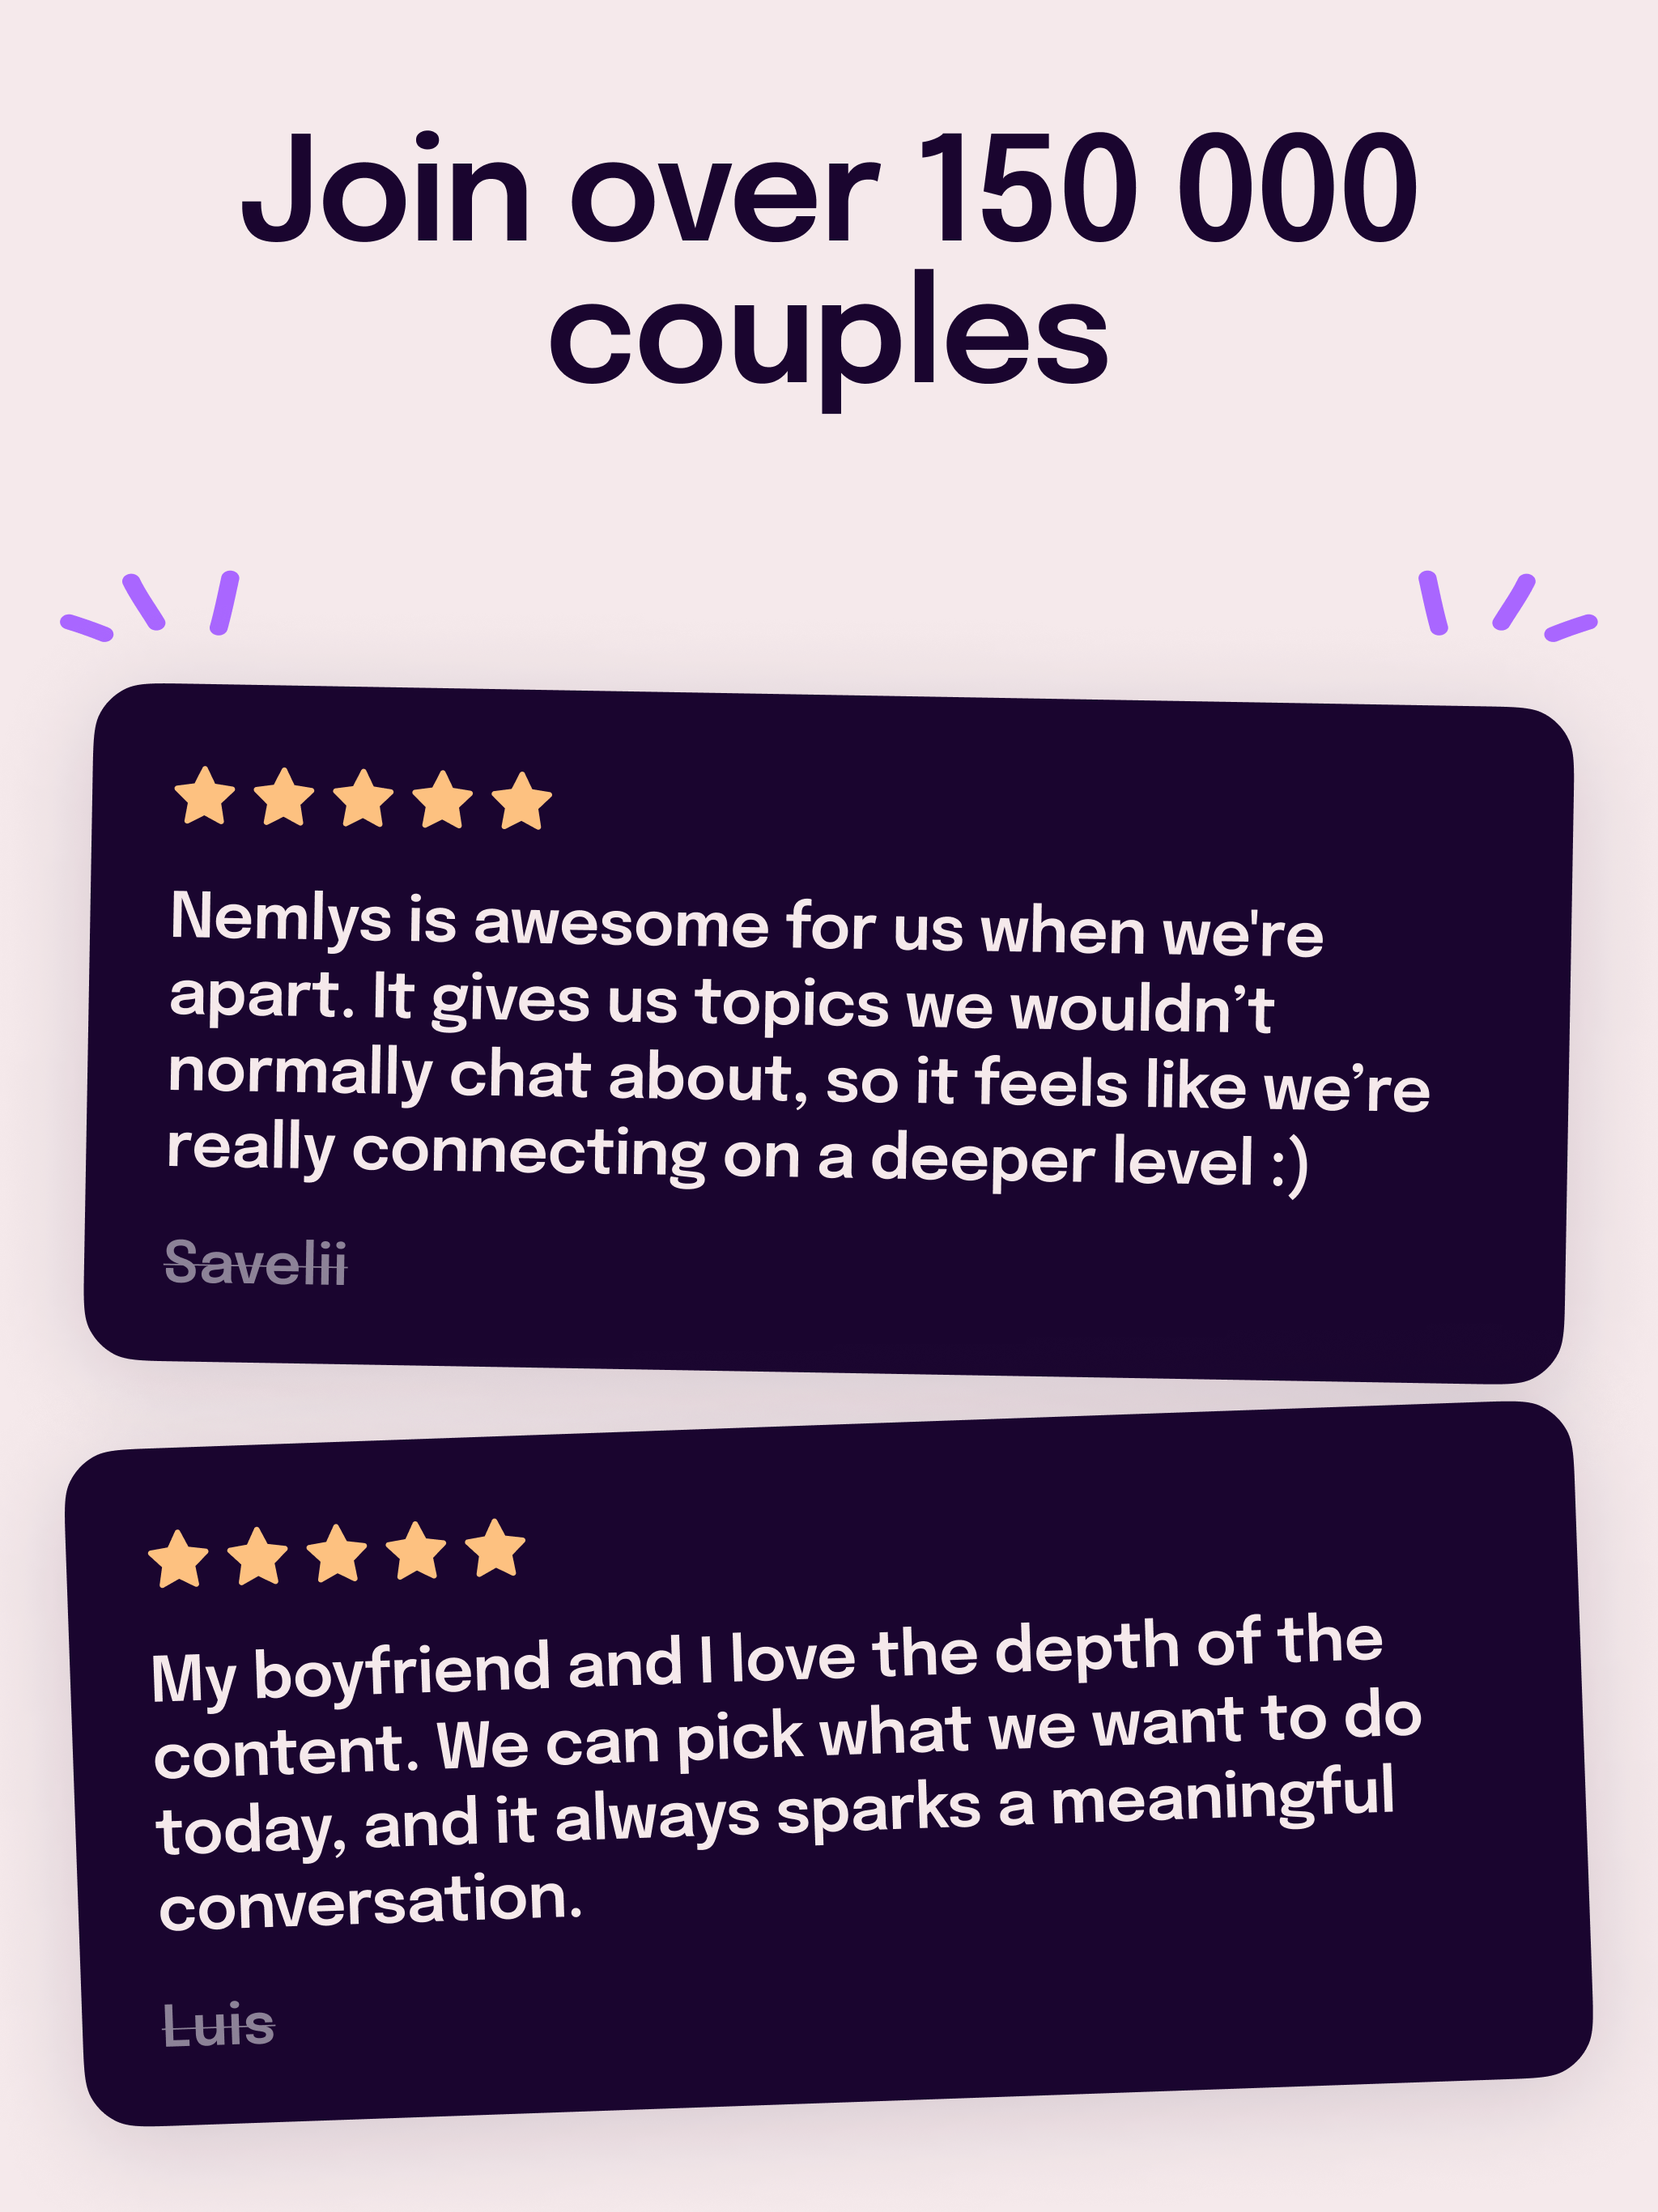 Join over 150 000
couples
Nemlys is awesome for us when we're
apart. It gives us topics we wouldn’t
normally chat about, so it feels like we’re
really connecting on a deeper level :)
Savelii
My boyfriend and I love the depth of the
content. We can pick what we want to do
today, and it always sparks a meaningful
conversation.
Luis